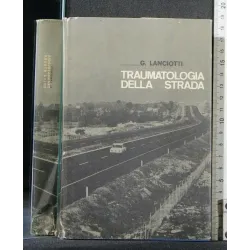 G. LANCIOTTI
TRAUMATOLOGIA
DELLA STRADA